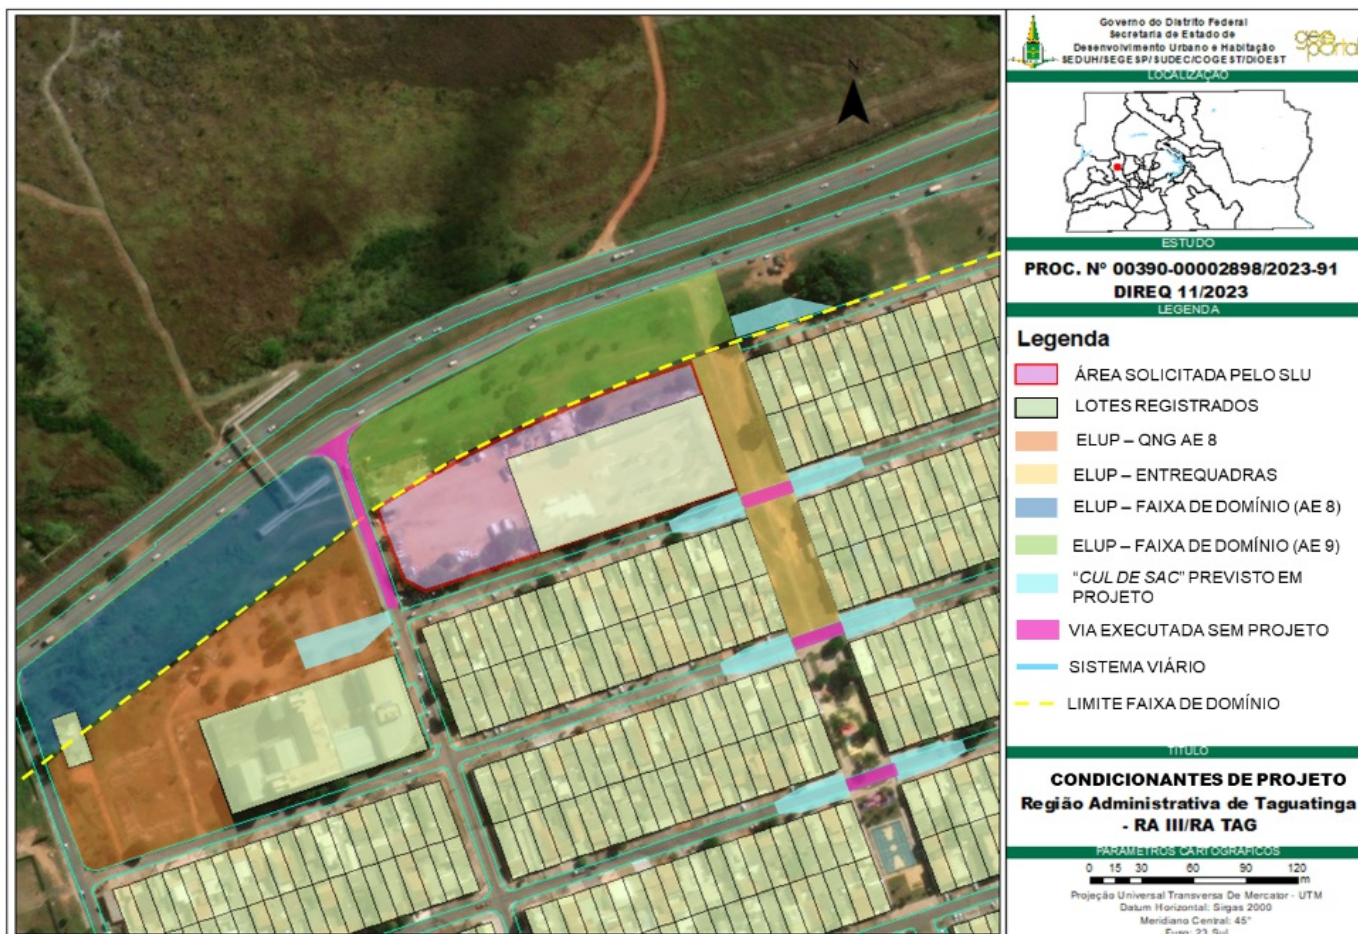 N
Governo do Distrito Federal
Secretaria de Estado de
Desenvolvimento Urbano e Habitação
SEDUH/SEGESP/SUDEC/COGEST/DIOEST
geo
portal
LOCALIZAÇÃO
ESTUDO
PROC. Nº 00390-00002898/2023-91
DIREQ 11/2023
LEGENDA
Legenda
ÁREA SOLICITADA PELO SLU
LOTES REGISTRADOS
ELUP – QNG AE 8
ELUP – ENTREQUADRAS
ELUP – FAIXA DE DOMÍNIO (AE 8)
ELUP – FAIXA DE DOMÍNIO (AE 9)
“CUL DE SAC” PREVISTO EM
PROJETO
VIA EXECUTADA SEM PROJETO
SISTEMA VIÁRIO
LIMITE FAIXA DE DOMÍNIO
TÍTULO
CONDICIONANTES DE PROJETO
Região Administrativa de Taguatinga
- RA III/RA TAG
PARÂMETROS CARTOGRÁFICOS
0 15 30 60 90 120
m
Projeção Universal Transversa De Mercator - UTM
Datum Horizontal: Sirgas 2000
Meridiano Central: 45°
Fuso: 23 Sul